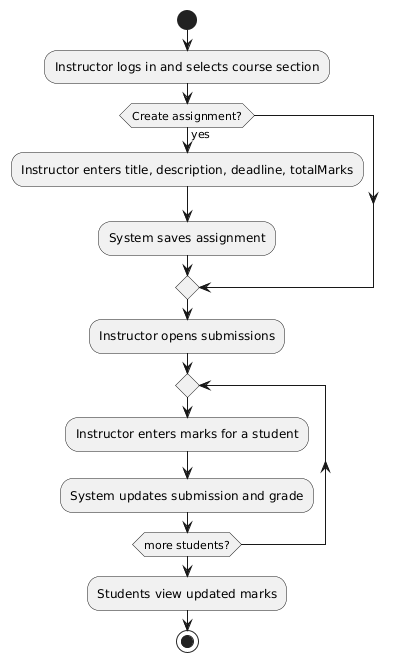 Instructor logs in and selects course section
Create assignment?
yes
Instructor enters title, description, deadline, totalMarks
System saves assignment
Instructor opens submissions
Instructor enters marks for a student
System updates submission and grade
more students?
Students view updated marks